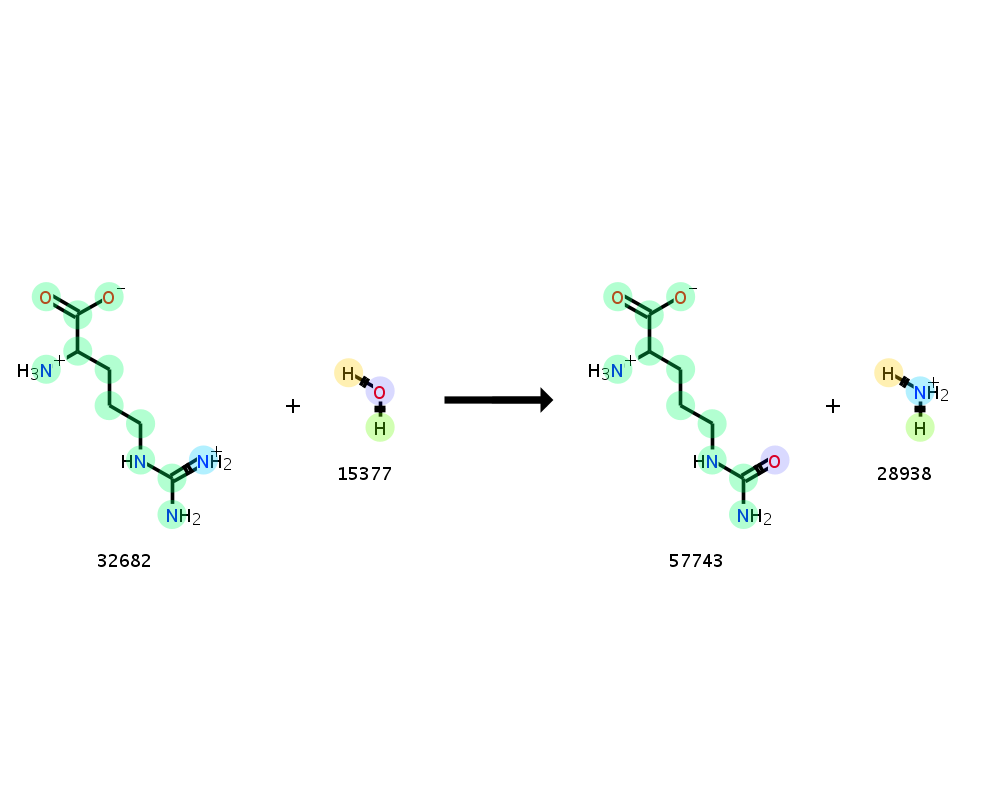 O O⁻ O O⁻
H₃N⁺ H O H₃N⁺ H NH₂⁺
+ +
H H
HN NH₂⁺ HN O
15377 28938
NH₂ NH₂
32682 57743